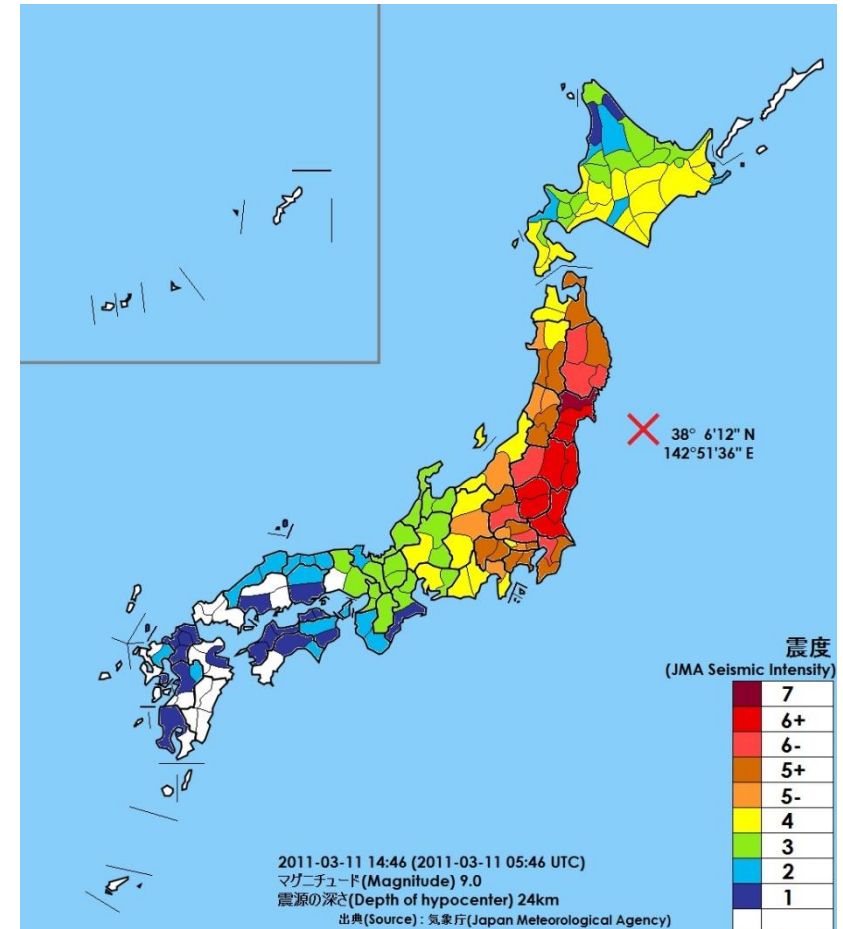 38° 6'12" N
142°51'36" E
震度
(JMA Seismic Intensity)
7
6+
6-
5+
5-
4
3
2
1
2011-03-11 14:46 (2011-03-11 05:46 UTC)
マグニチュード(Magnitude) 9.0
震源の深さ(Depth of hypocenter) 24km
出典(Source) : 気象庁(Japan Meteorological Agency)